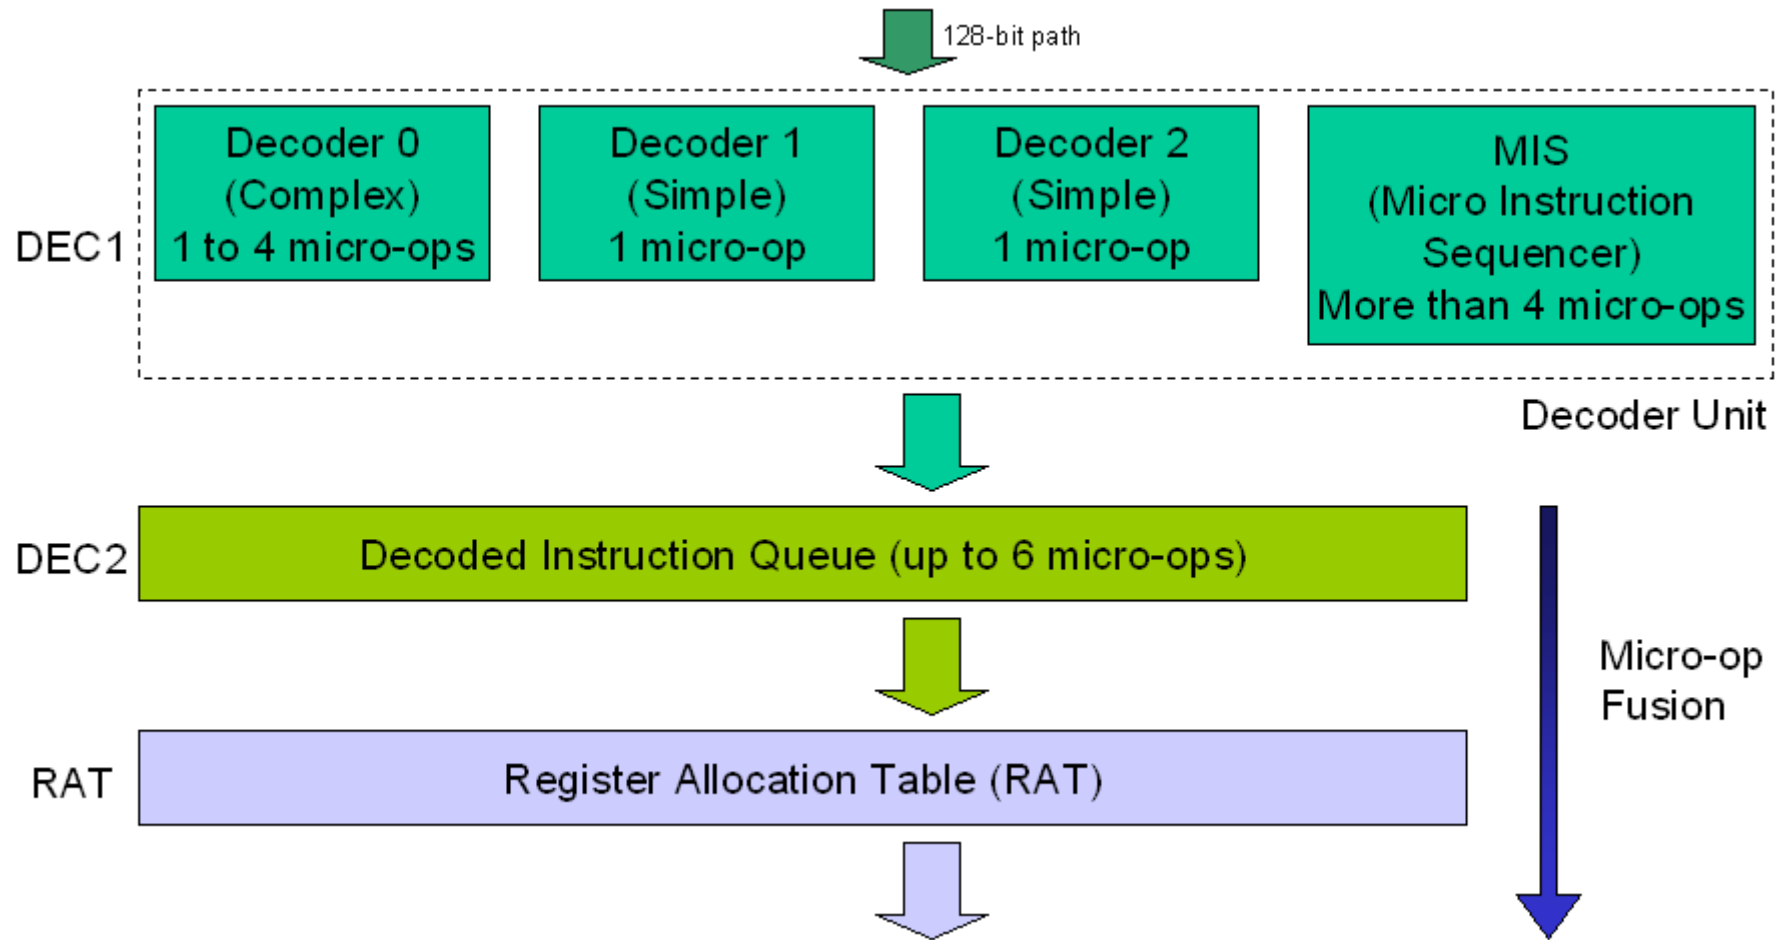 128-bit path
Decoder 0
(Complex)
1 to 4 micro-ops
Decoder 1
(Simple)
1 micro-op
Decoder 2
(Simple)
1 micro-op
MIS
(Micro Instruction
Sequencer)
More than 4 micro-ops
DEC1
Decoder Unit
DEC2
Decoded Instruction Queue (up to 6 micro-ops)
Micro-op
Fusion
RAT
Register Allocation Table (RAT)